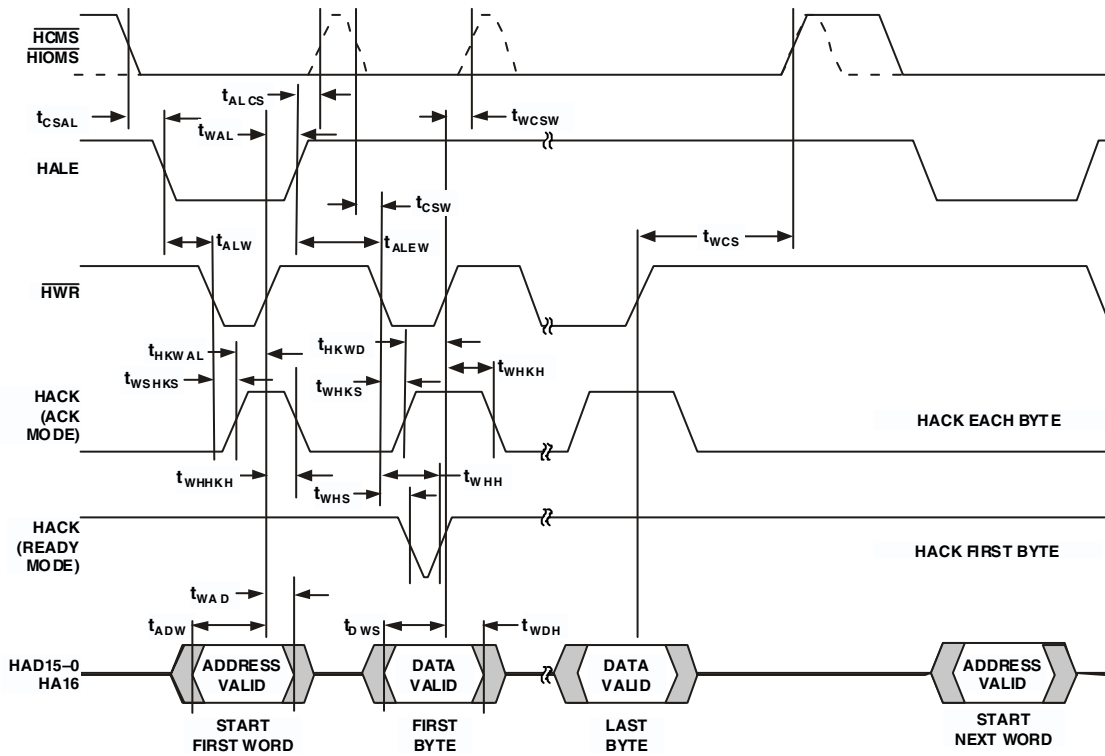 HCMS
HIOMS
tALCS
tCSAL
tWAL
tWCSW
HALE
tCSW
tALW
tALEW
tWCS
HWR
tHKWAL
tHKWD
tWHKH
tWSHKS
tWHKS
HACK
(ACK
MODE)
HACK EACH BYTE
tWHHKH
tWHH
tWHS
HACK
(READY
MODE)
HACK FIRST BYTE
tWAD
tADW
tDWS
tWDH
HAD15–0
HA16
ADDRESS
VALID
DATA
VALID
DATA
VALID
ADDRESS
VALID
START
FIRST WORD
FIRST
BYTE
LAST
BYTE
START
NEXT WORD